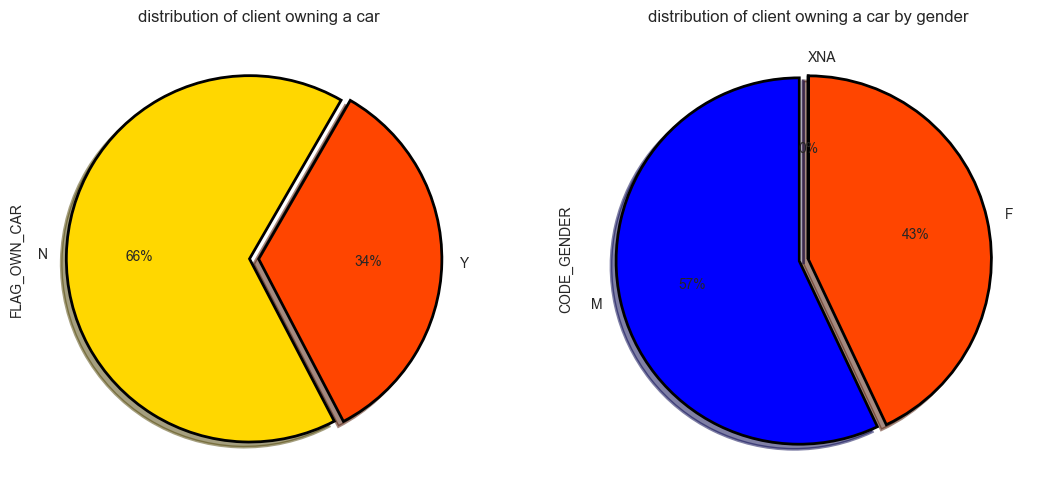 distribution of client owning a car
FLAG_OWN_CAR
N
66%
34%
Y
distribution of client owning a car by gender
CODE_GENDER
XNA
0%
43%
F
57%
M